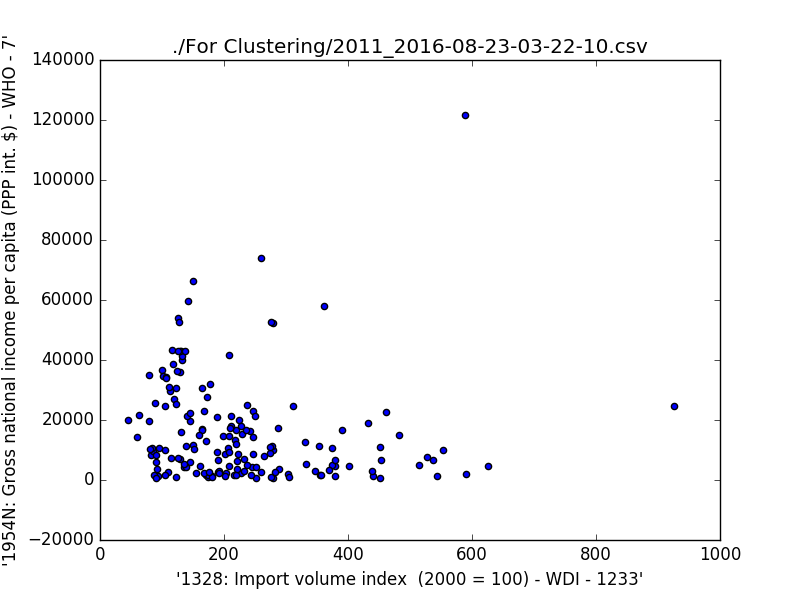 ./For Clustering/2011_2016-08-23-03-22-10.csv
140000
120000
100000
80000
60000
40000
20000
0
−20000
0 200 400 600 800 1000
'1328: Import volume index  (2000 = 100) - WDI - 1233'
'1954N: Gross national income per capita (PPP int. $) - WHO - 7'